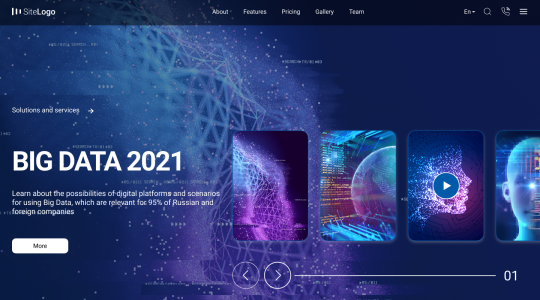 SiteLogo
About
Features
Pricing
Gallery
Team
En
Solutions and services
BIG DATA 2021
Learn about the possibilities of digital platforms and scenarios
for using Big Data, which are relevant for 95% of Russian and
foreign companies
More
01